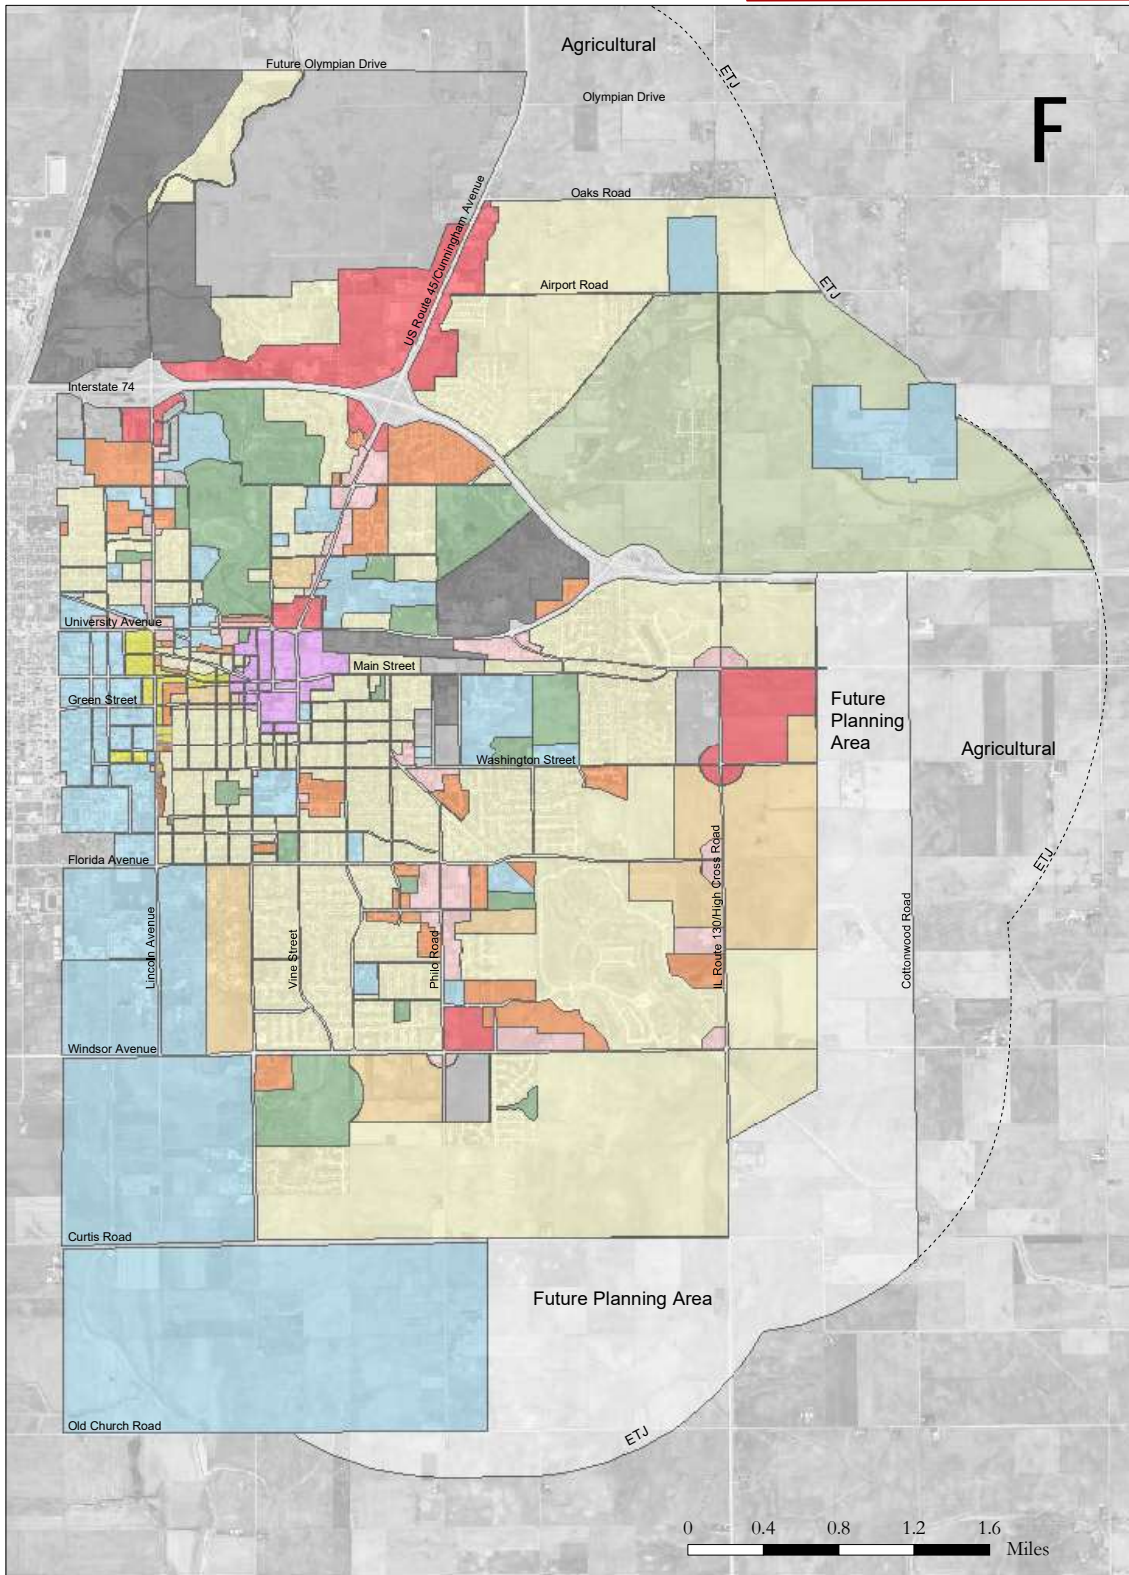 Agricultural
Future Olympian Drive
ETJ
Olympian Drive
F
Oaks Road
US Route 45/Cunningham Avenue
Airport Road
ETJ
Interstate 74
University Avenue
Main Street
Green Street
Future
Planning
Area
Agricultural
Washington Street
Florida Avenue
ETJ
Lincoln Avenue
Vine Street
Philo Road
IL Route 130/High Cross Road
Cottonwood Road
Windsor Avenue
Curtis Road
Future Planning Area
Old Church Road
ETJ
0 0.4 0.8 1.2 1.6
Miles